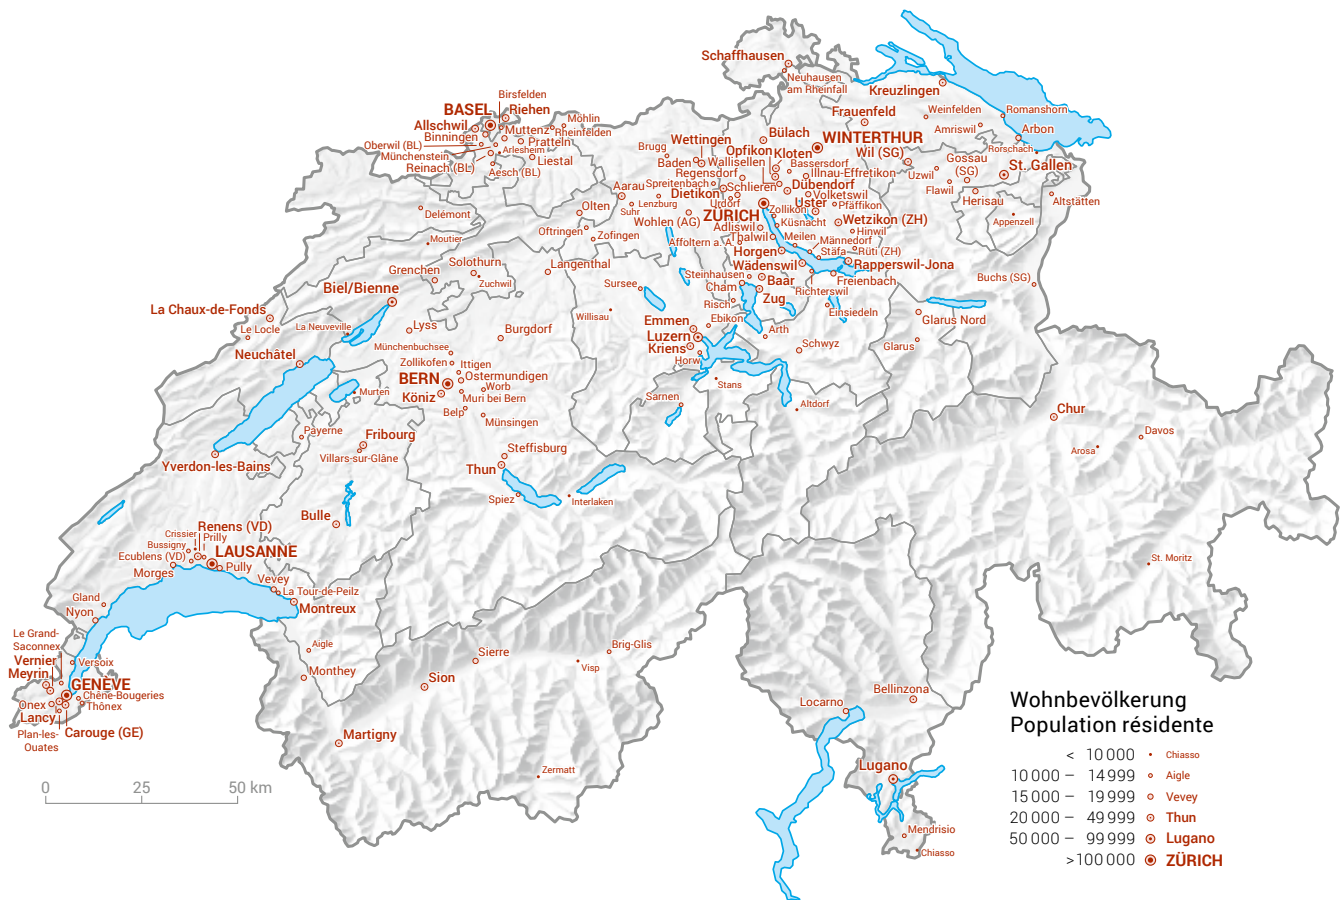 Schaffhausen
Neuhausen
am Rheinfall
Kreuzlingen
Birsfelden
BASEL
Riehen
Allschwil
Binningen
Muttenz
Möhlin
Rheinfelden
Pratteln
Oberwil (BL)
Arlesheim
Münchenstein
Liestal
Reinach (BL)
Aesch (BL)
Frauenfeld
Weinfelden
Romanshorn
Amriswil
Arbon
Rorschach
Bülach
WINTERTHUR
Wettingen
Brugg
Baden
Opfikon
Kloten
Wil (SG)
Gossau
(SG)
St. Gallen
Wallisellen
Bassersdorf
Regensdorf
Illnau-Effretikon
Uzwil
Flawil
Herisau
Altstätten
Appenzell
Aarau
Spreitenbach
Schlieren
Dübendorf
Dietikon
Volketswil
Urdorf
Uster
Pfäffikon
Lenzburg
Suhr
Olten
Wohlen (AG)
ZÜRICH
Zollikon
Küsnacht
Wetzikon (ZH)
Hinwil
Adliswil
Thalwil
Meilen
Männedorf
Stäfa
Rüti (ZH)
Affoltern a. A.
Horgen
Wädenswil
Rapperswil-Jona
Freienbach
Richterswil
Einsiedeln
Buchs (SG)
Delémont
Moutier
Oftringen
Zofingen
Solothurn
Grenchen
Zuchwil
Langenthal
Sursee
Steinhausen
Cham
Baar
Zug
Risch
Biel/Bienne
La Chaux-de-Fonds
Le Locle
La Neuveville
Lyss
Burgdorf
Willisau
Emmen
Ebikon
Luzern
Kriens
Horw
Arth
Schwyz
Glarus Nord
Glarus
Neuchâtel
Münchenbuchsee
Zollikofen
Ittigen
Ostermundigen
BERN
Worb
Köniz
Muri bei Bern
Belp
Münsingen
Murten
Stans
Sarnen
Altdorf
Chur
Davos
Arosa
Payerne
Fribourg
Villars-sur-Glâne
Steffisburg
Thun
Spiez
Interlaken
Yverdon-les-Bains
Bulle
St. Moritz
Renens (VD)
Crissier
Prilly
Bussigny
LAUSANNE
Ecublens (VD)
Pully
Morges
Vevey
La Tour-de-Peilz
Montreux
Gland
Nyon
Le Grand-
Saconnex
Vernier
Versoix
Meyrin
GENÈVE
Chêne-Bougeries
Thônex
Onex
Lancy
Plan-les-
Ouates
Carouge (GE)
Aigle
Monthey
Sierre
Brig-Glis
Visp
Sion
Martigny
Zermatt
Bellinzona
Locarno
Lugano
Mendrisio
Chiasso
0 25 50 km
Wohnbevölkerung
Population résidente
< 10 000 Chiasso
10 000 – 14 999 Aigle
15 000 – 19 999 Vevey
20 000 – 49 999 Thun
50 000 – 99 999 Lugano
>100 000 ZÜRICH